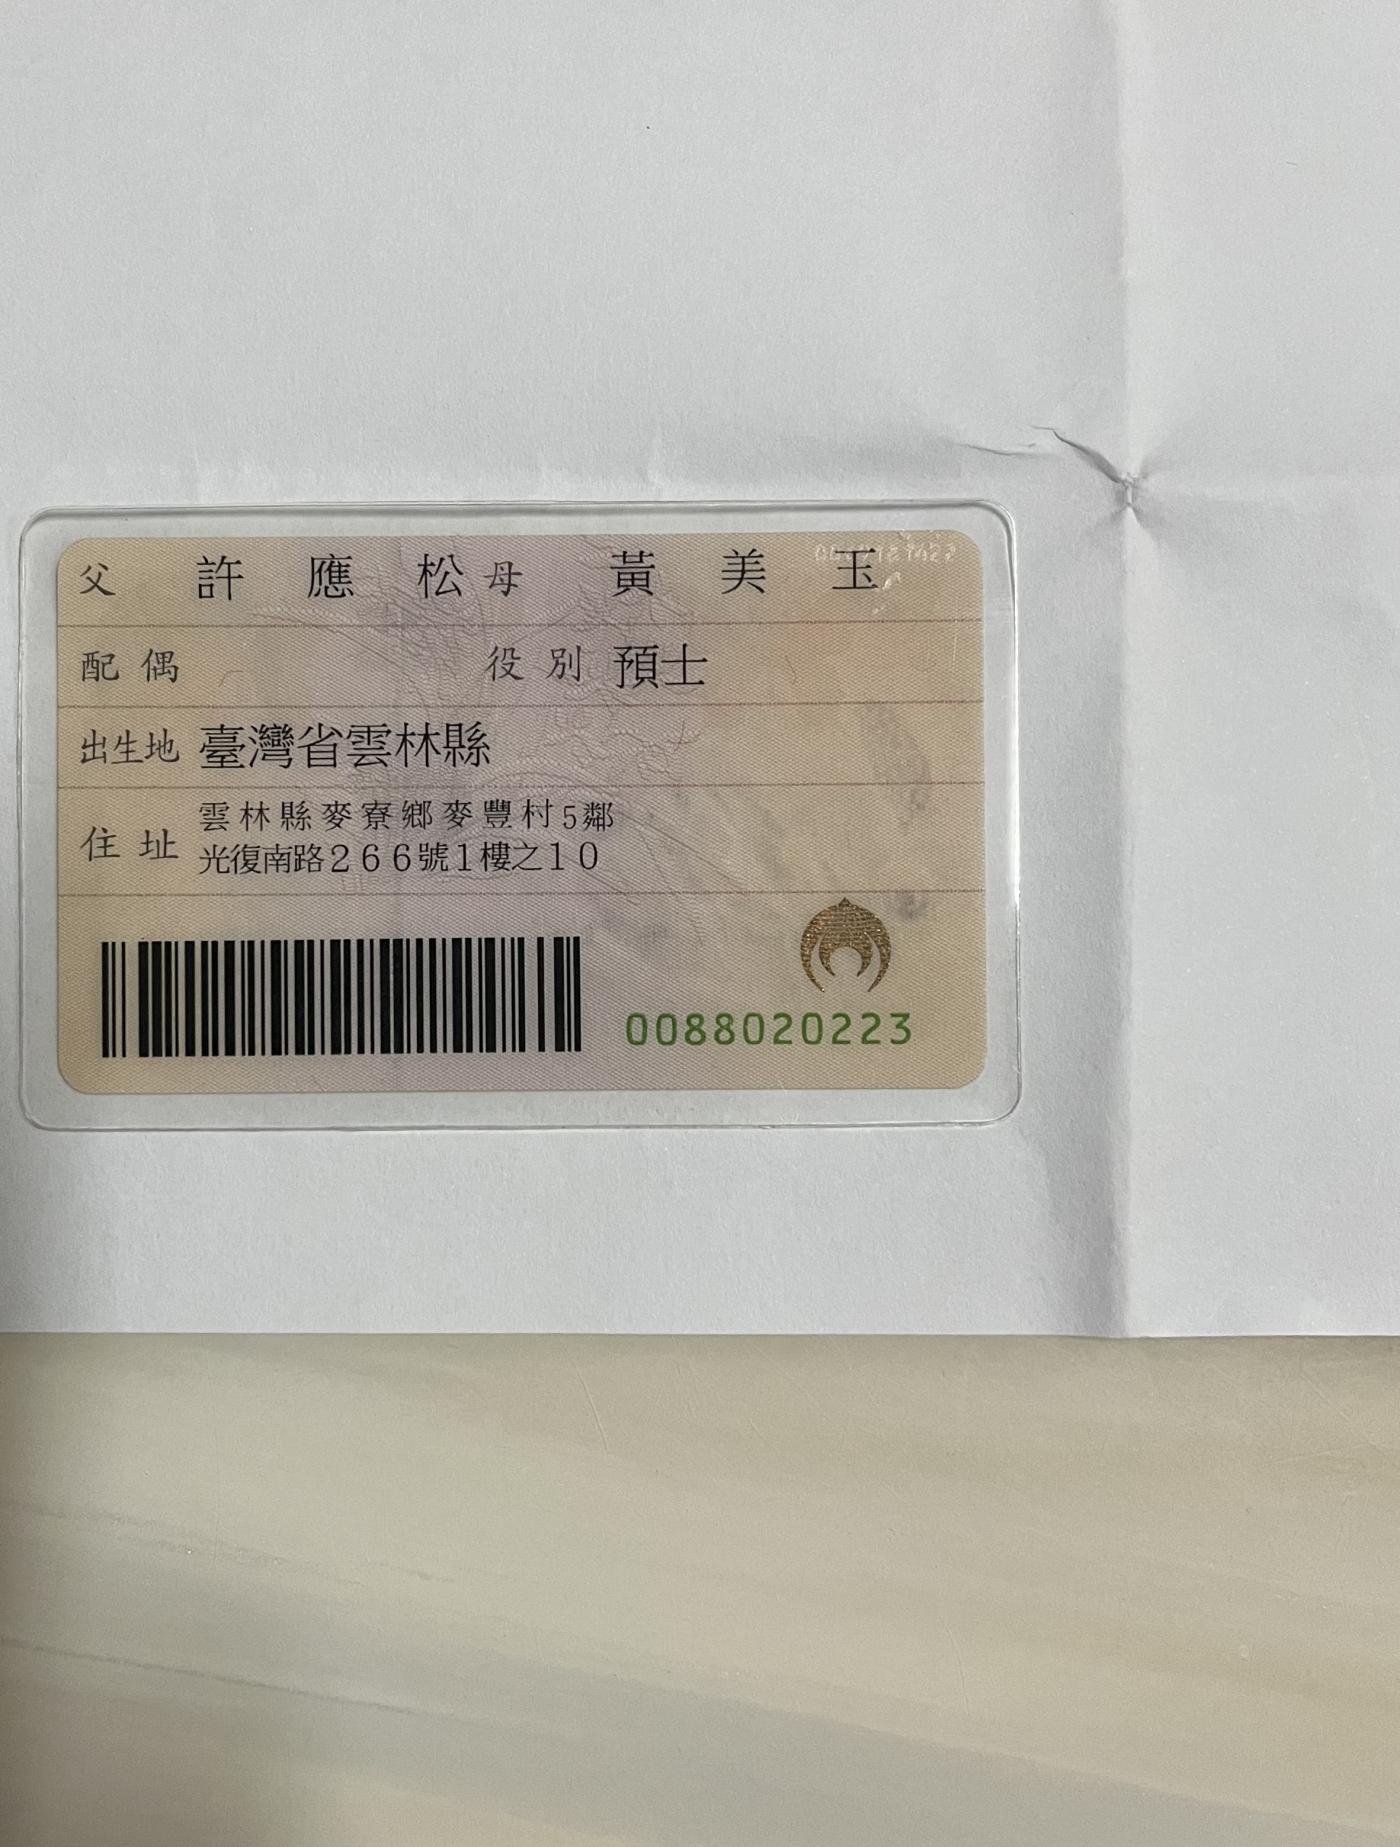 父 許應松 母 黃美玉
配偶 役別 預士
出生地 臺灣省雲林縣
住址 雲林縣麥寮鄉麥豐村5鄰
光復南路266號1樓之10
0088020223